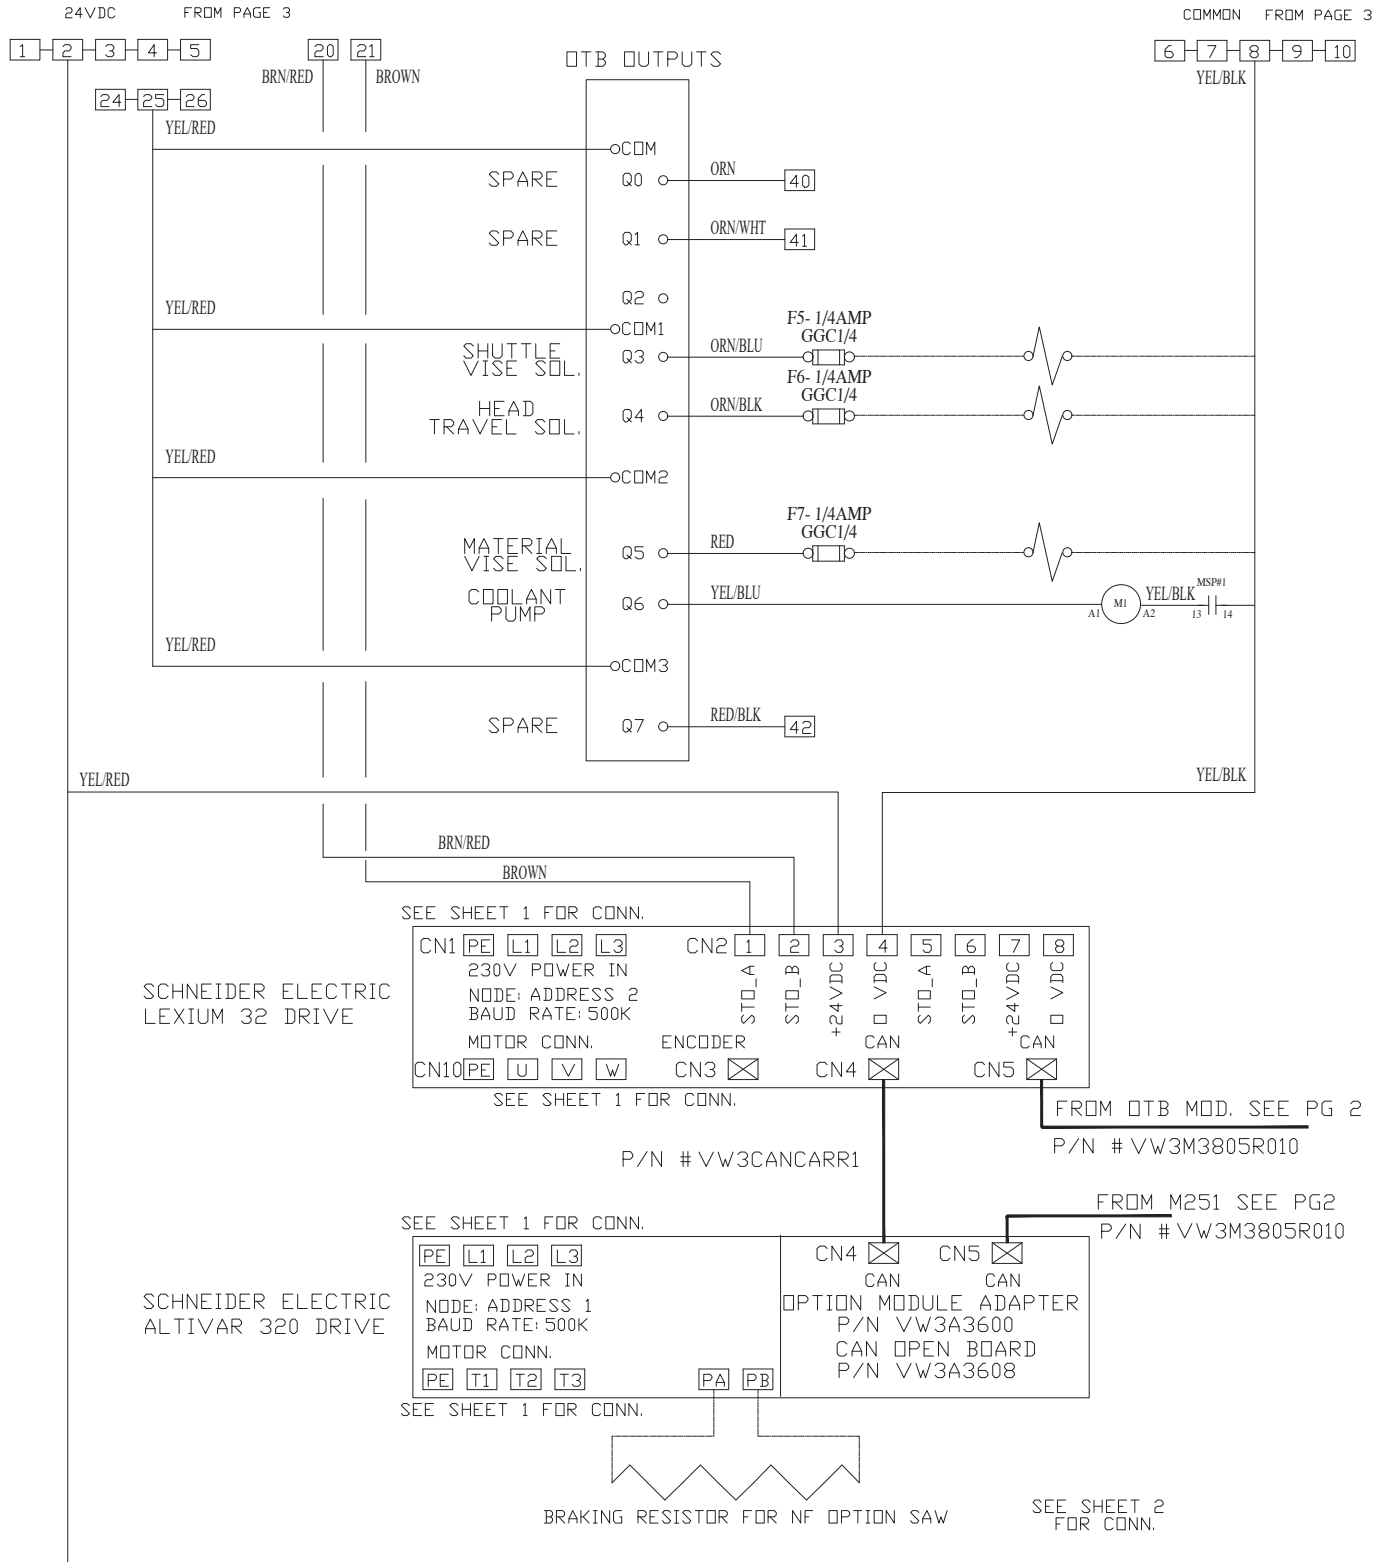 24VDC FROM PAGE 3
COMMON FROM PAGE 3
1 2 3 4 5
20 21
6 7 8 9 10
BRN/RED BROWN
YEL/BLK
24 25 26
YEL/RED
OTB OUTPUTS
COM
SPARE Q0 ORN 40
SPARE Q1 ORN/WHT 41
Q2
YEL/RED
COM1
SHUTTLE
VISE SOL.
Q3 ORN/BLU
F5- 1/4AMP
GGC1/4
HEAD
TRAVEL SOL.
Q4 ORN/BLK
F6- 1/4AMP
GGC1/4
YEL/RED
COM2
MATERIAL
VISE SOL.
Q5 RED
F7- 1/4AMP
GGC1/4
COOLANT
PUMP
Q6 YEL/BLU
A1 M1 A2 YEL/BLK
MSP#1
13 14
YEL/RED
COM3
SPARE Q7 RED/BLK 42
YEL/RED
YEL/BLK
BRN/RED
BROWN
SEE SHEET 1 FOR CONN.
CN1 PE L1 L2 L3
CN2 1 2 3 4 5 6 7 8
230V POWER IN
STO_A STO_B +24VDC 0 VDC STO_A STO_B +24VDC 0 VDC
SCHNEIDER ELECTRIC
LEXIUM 32 DRIVE
NODE: ADDRESS 2
BAUD RATE: 500K
MOTOR CONN.
ENCODER CAN CAN
CN10 PE U V W
CN3 CN4 CN5
SEE SHEET 1 FOR CONN.
FROM OTB MOD. SEE PG 2
P/N #VW3M3805R010
P/N #VW3CANCARR1
FROM M251 SEE PG2
P/N #VW3M3805R010
SEE SHEET 1 FOR CONN.
PE L1 L2 L3
CN4 CN5
230V POWER IN
CAN CAN
SCHNEIDER ELECTRIC
ALTIVAR 320 DRIVE
NODE: ADDRESS 1
BAUD RATE: 500K
OPTION MODULE ADAPTER
P/N VW3A3600
CAN OPEN BOARD
P/N VW3A3608
MOTOR CONN.
PE T1 T2 T3
PA PB
SEE SHEET 1 FOR CONN.
BRAKING RESISTOR FOR NF OPTION SAW
SEE SHEET 2
FOR CONN.